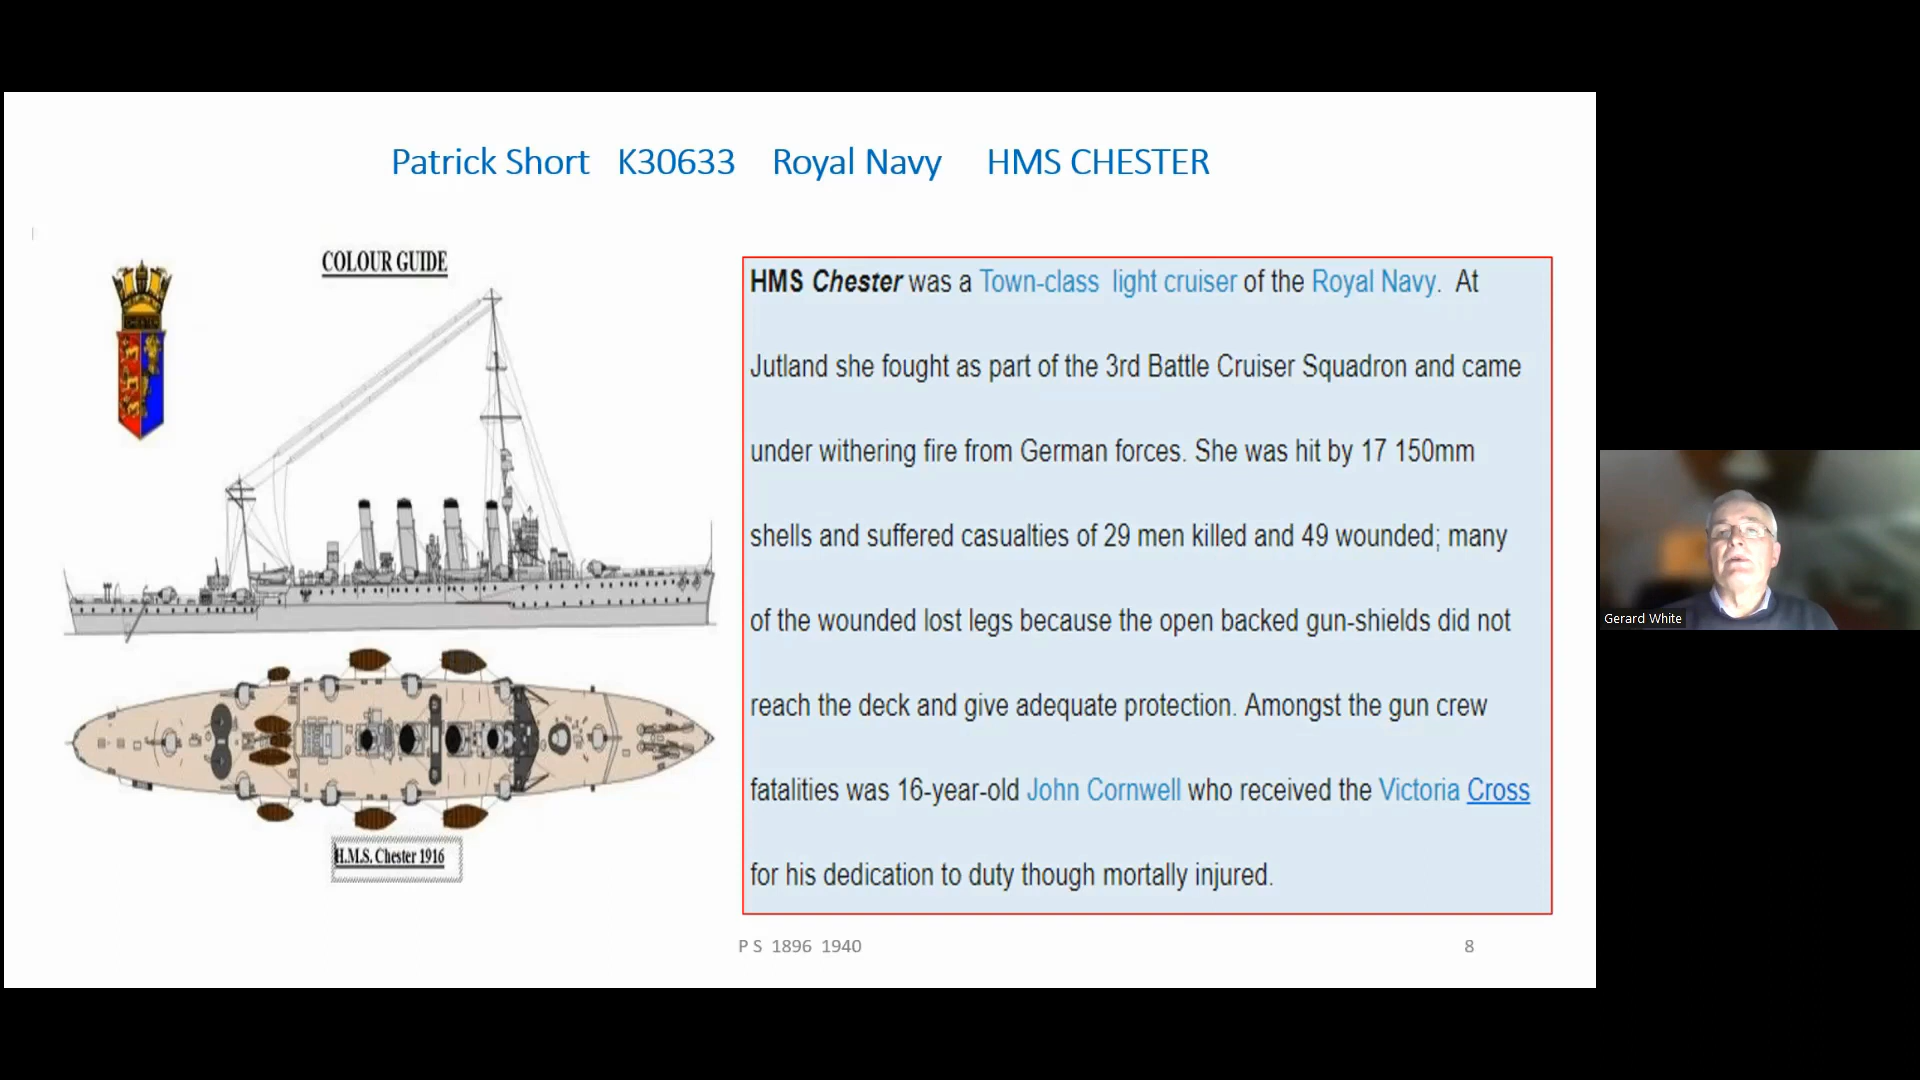 Patrick Short K30633 Royal Navy HMS CHESTER
COLOUR GUIDE
HMS Chester was a Town-class light cruiser of the Royal Navy. At
Jutland she fought as part of the 3rd Battle Cruiser Squadron and came
under withering fire from German forces. She was hit by 17 150mm
shells and suffered casualties of 29 men killed and 49 wounded; many
of the wounded lost legs because the open backed gun-shields did not
reach the deck and give adequate protection. Amongst the gun crew
fatalities was 16-year-old John Cornwell who received the Victoria Cross
for his dedication to duty though mortally injured.
H.M.S. Chester 1916
P S 1896 1940
8
Gerard White